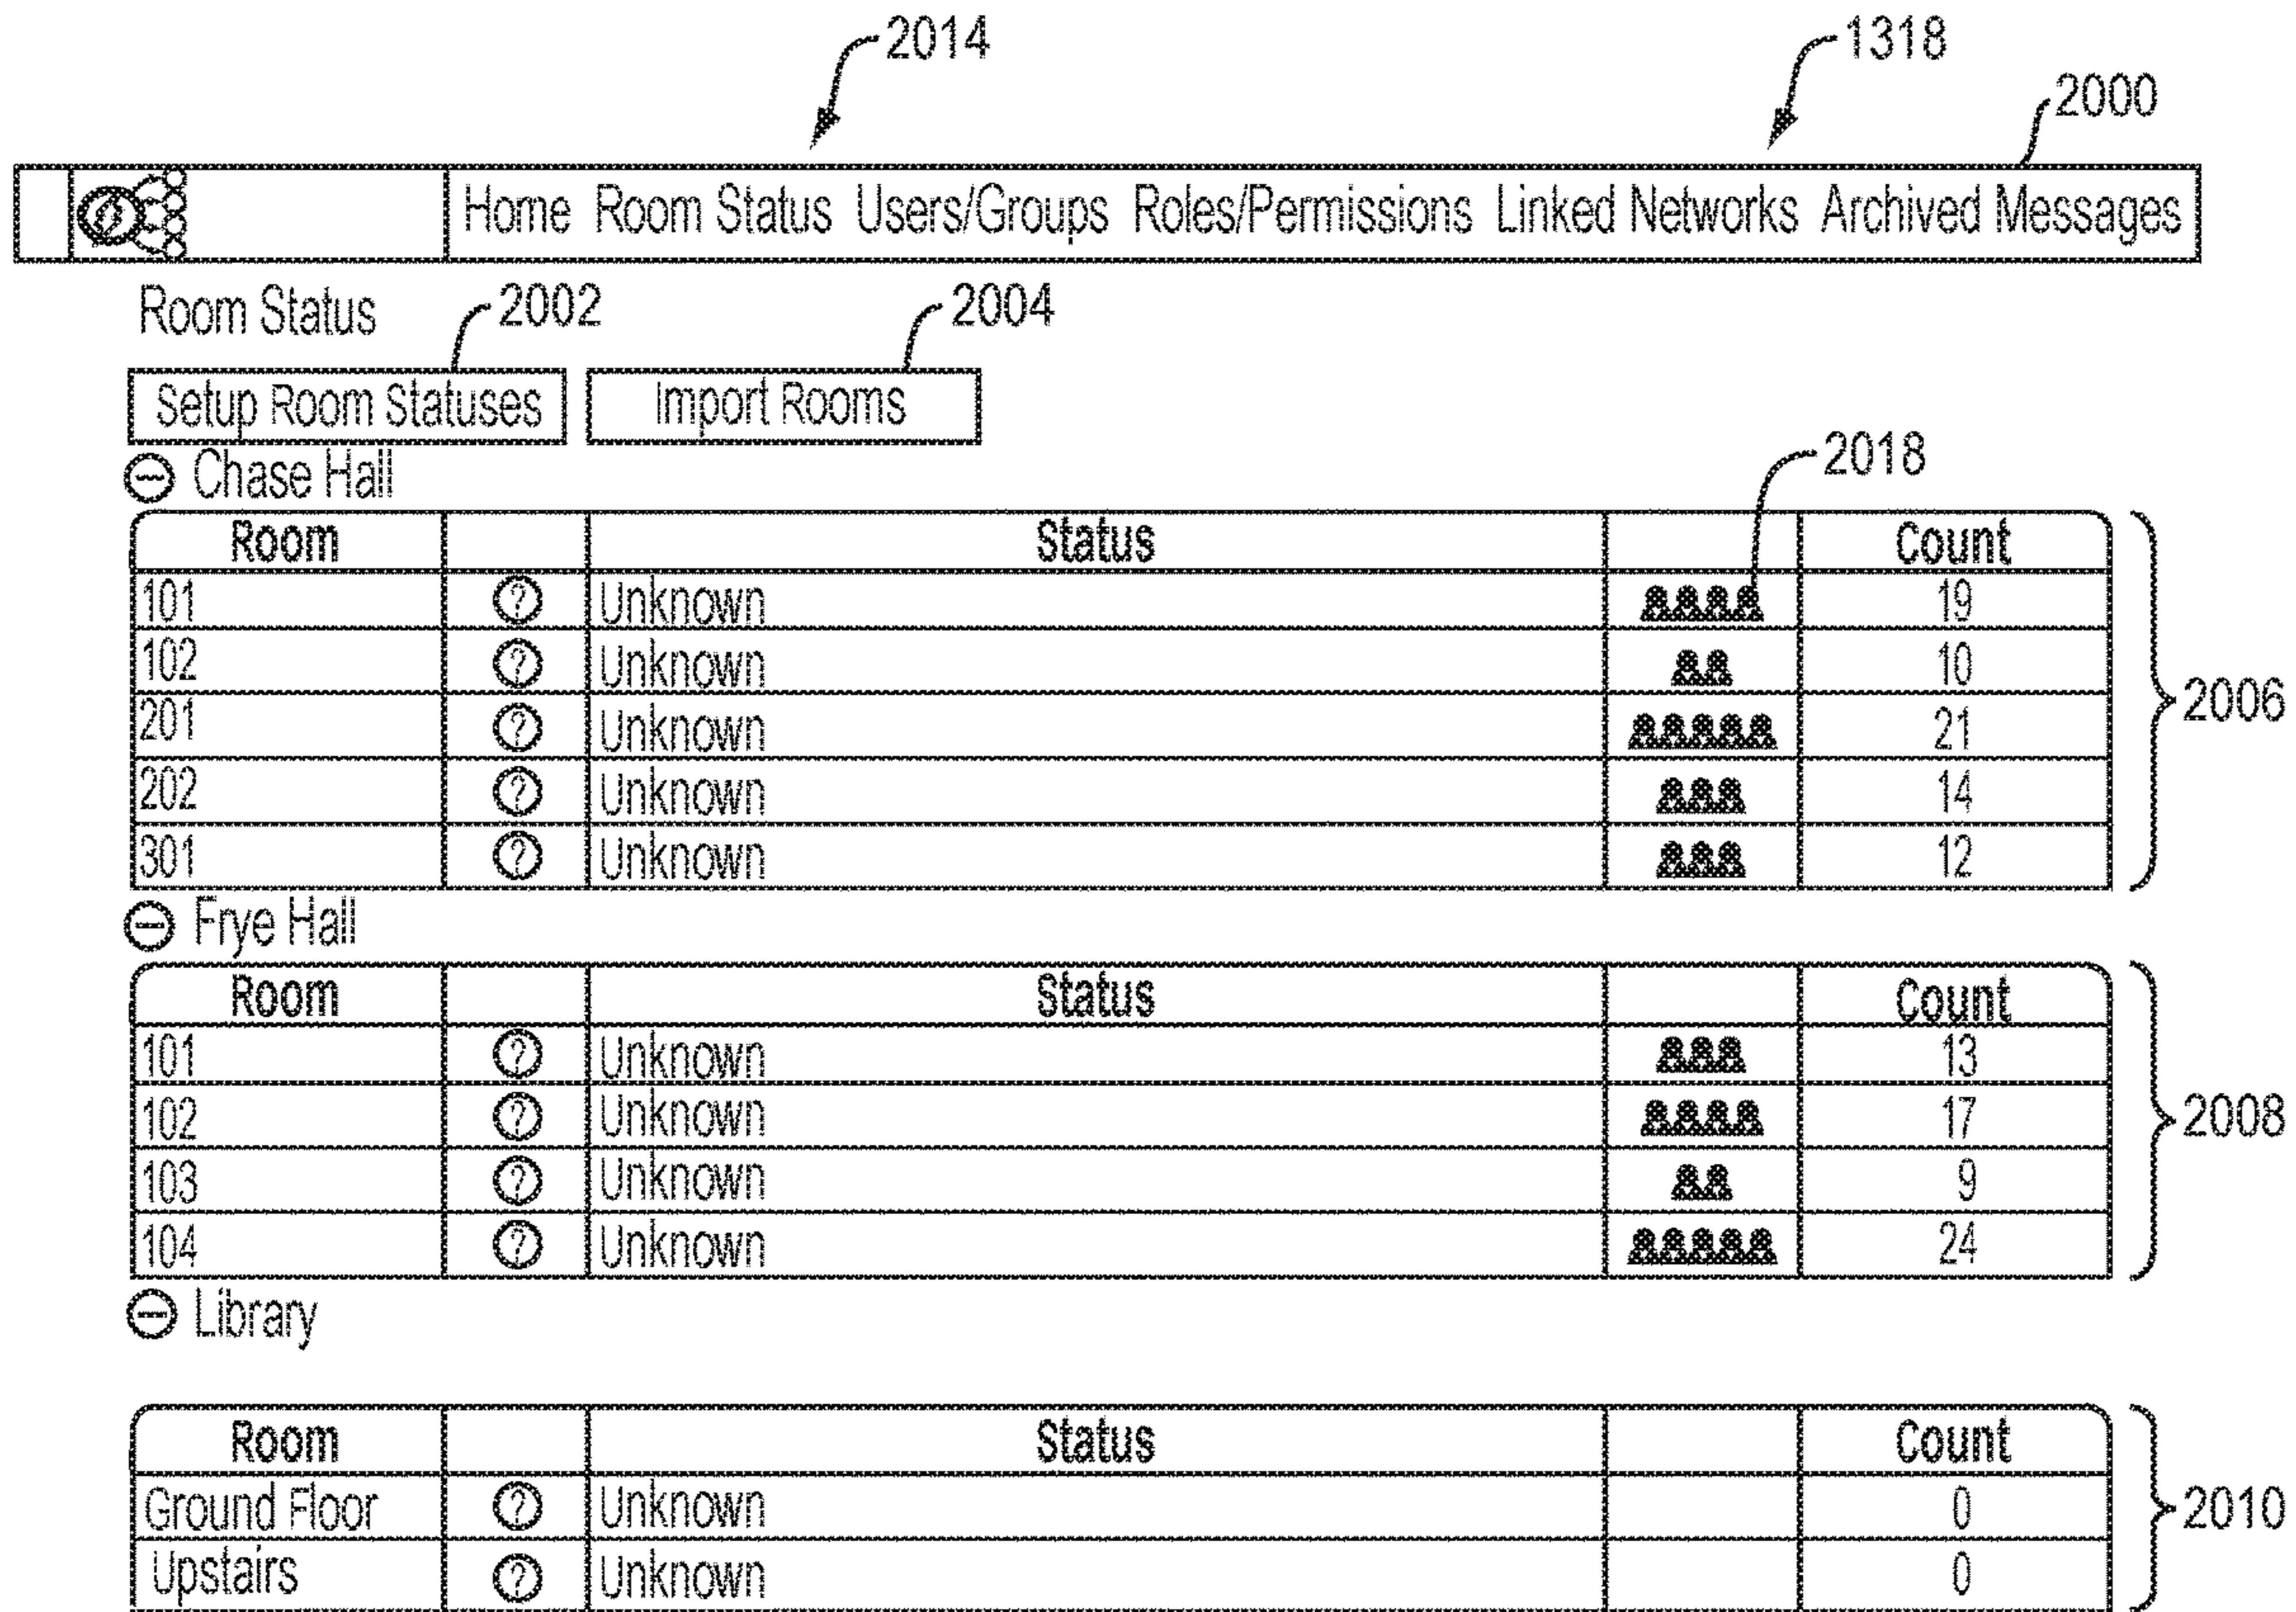 2014 1318
2000
Home Room Status Users/Groups Roles/Permissions Linked Networks Archived Messages
Room Status 2002 2004
Setup Room Statuses Import Rooms
Chase Hall 2018
Room Status Count
101 ? Unknown 19
102 ? Unknown 10
201 ? Unknown 21
2006
202 ? Unknown 14
301 ? Unknown 12
Frye Hall
Room Status Count
101 ? Unknown 13
102 ? Unknown 17
2008
103 ? Unknown 9
104 ? Unknown 24
Library
Room Status Count
Ground Floor ? Unknown 0
2010
Upstairs ? Unknown 0